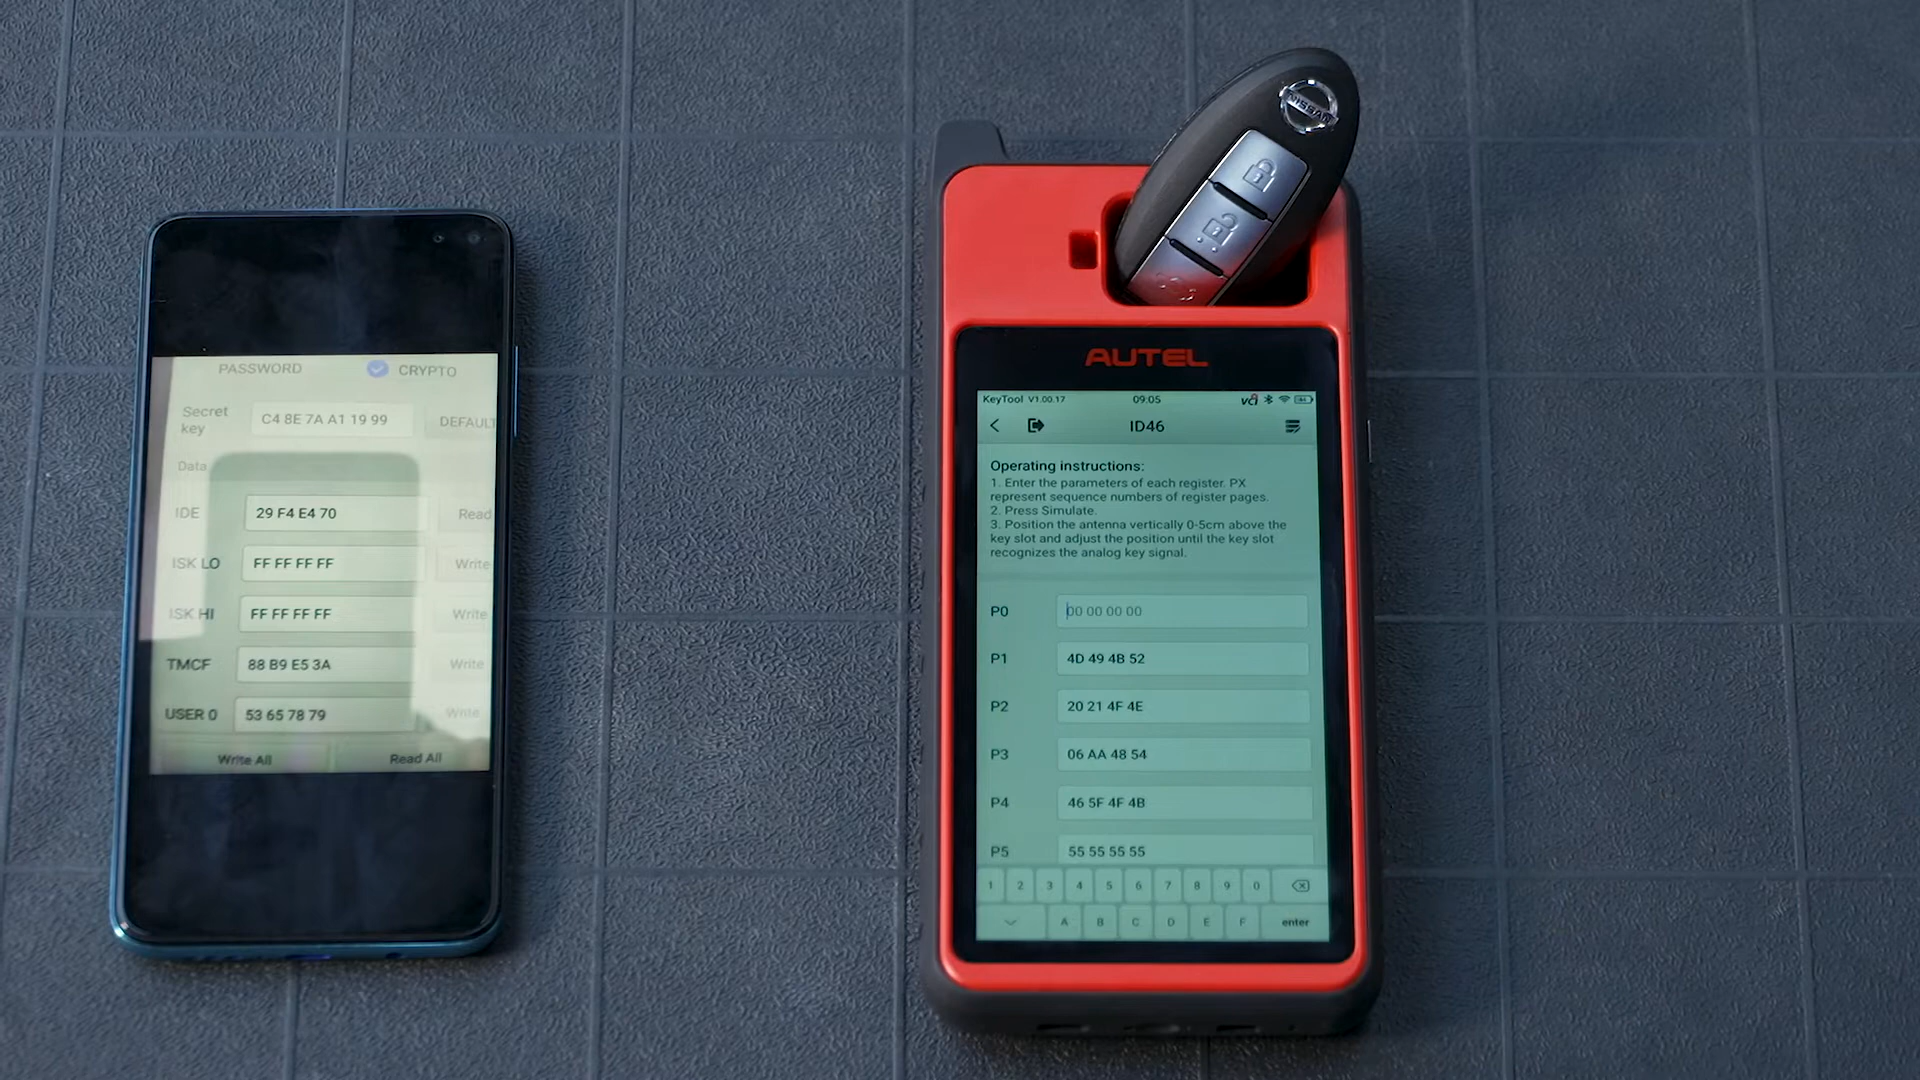 PASSWORD CRYPTO
Secret key C4 8E 7A A1 19 99 DEFAULT
Data
IDE 29 F4 E4 70 Read
ISK LO FF FF FF FF Write
ISK HI FF FF FF FF Write
TMCF 88 B9 E5 3A Write
USER 0 53 65 78 79 Write
Write All Read All
NISSAN
AUTEL
KeyTool V1.00.17 09:05 VCI
ID46
Operating instructions:
1. Enter the parameters of each register. PX
represent sequence numbers of register pages.
2. Press Simulate.
3. Position the antenna vertically 0-5cm above the
key slot and adjust the position until the key slot
recognizes the analog key signal.
P0 00 00 00 00
P1 4D 49 4B 52
P2 20 21 4F 4E
P3 06 AA 48 54
P4 46 5F 4F 4B
P5 55 55 55 55
1 2 3 4 5 6 7 8 9 0
A B C D E F enter